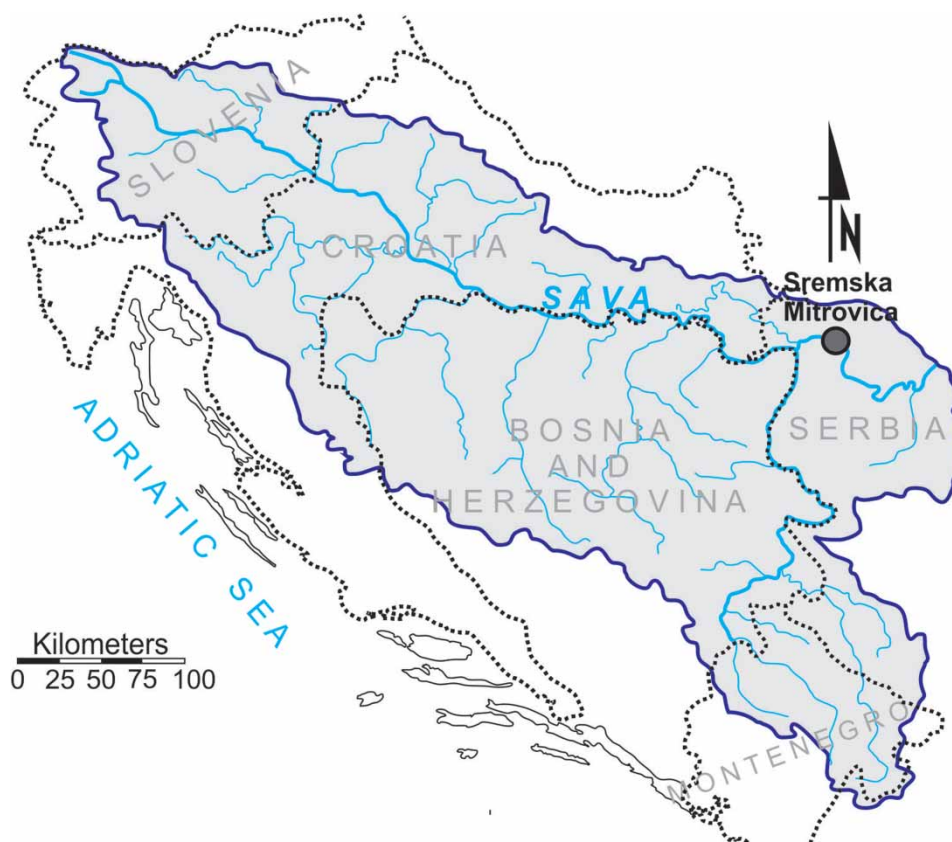 SLOVENIA
CROATIA
SAVA
N
Sremska
Mitrovica
BOSNIA
AND
HERZEGOVINA
SERBIA
ADRIATIC SEA
Kilometers
0 25 50 75 100
MONTENEGRO